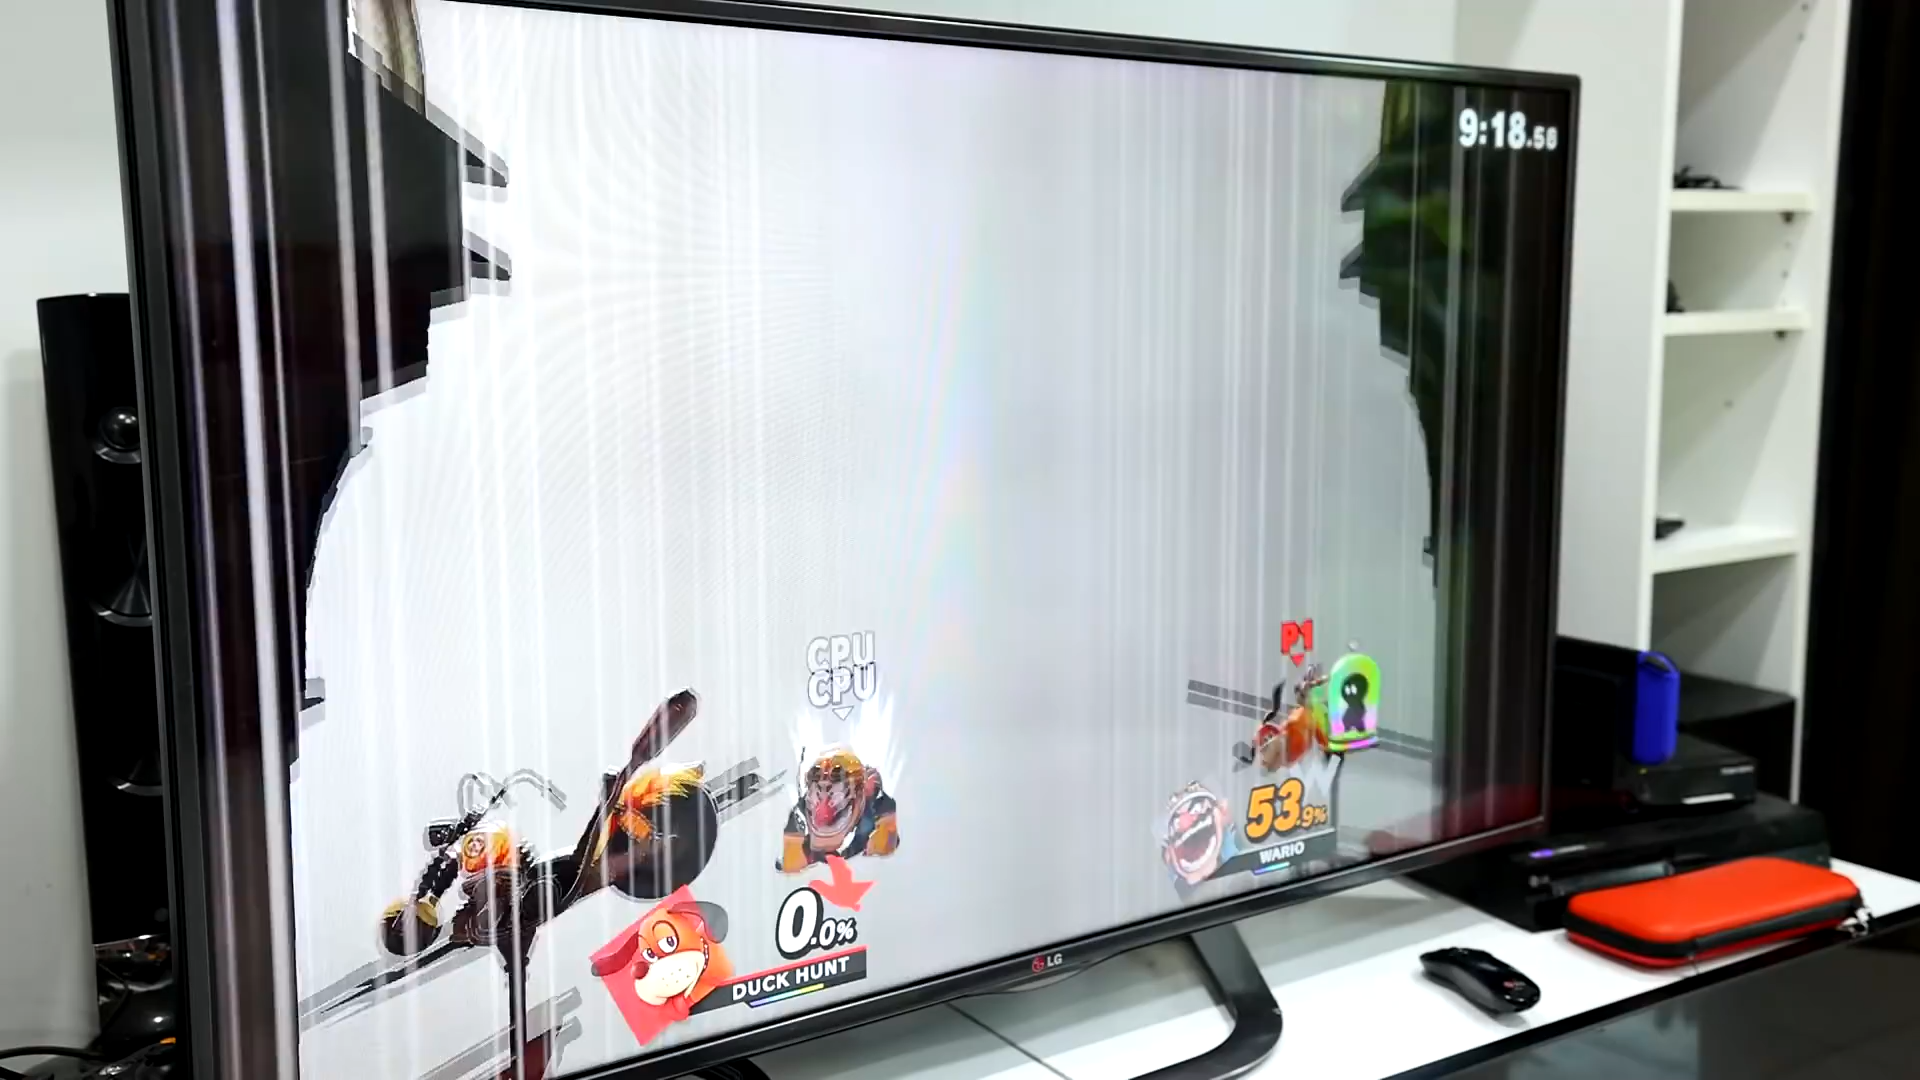 9:18.58
CPU
CPU
P1
53.9%
WARIO
0.0%
DUCK HUNT
LG